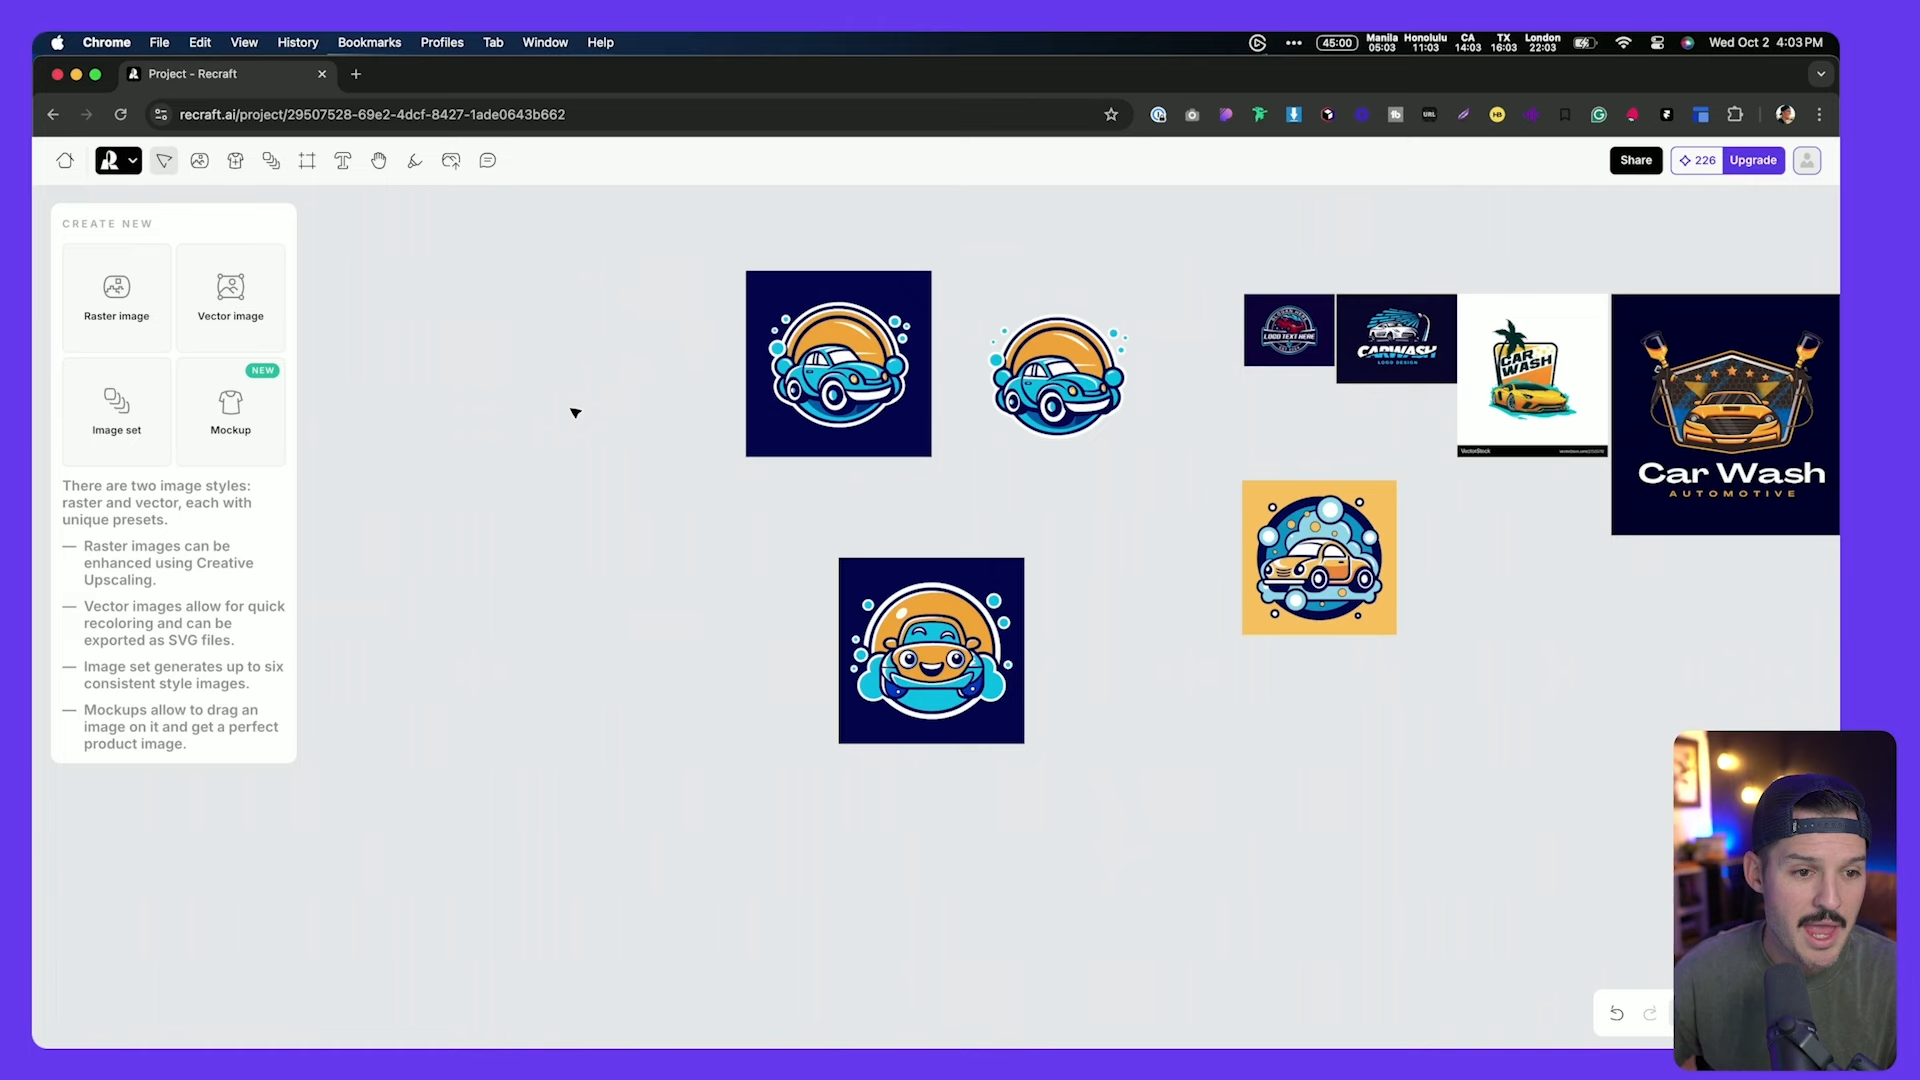 Chrome File Edit View History Bookmarks Profiles Tab Window Help
45:00
Manila 05:03
Honolulu 11:03
CA 14:03
TX 16:03
London 22:03
Wed Oct 2 4:03 PM
Project - Recraft
recraft.ai/project/29507528-69e2-4dcf-8427-1ade0643b662
Share
226
Upgrade
CREATE NEW
Raster image
Vector image
Image set
NEW
Mockup
There are two image styles:
raster and vector, each with
unique presets.
— Raster images can be
enhanced using Creative
Upscaling.
— Vector images allow for quick
recoloring and can be
exported as SVG files.
— Image set generates up to six
consistent style images.
— Mockups allow to drag an
image on it and get a perfect
product image.
LOGO TEXT HERE
CARWASH
LOGO DESIGN
CAR
WASH
VectorStock
Car Wash
AUTOMOTIVE